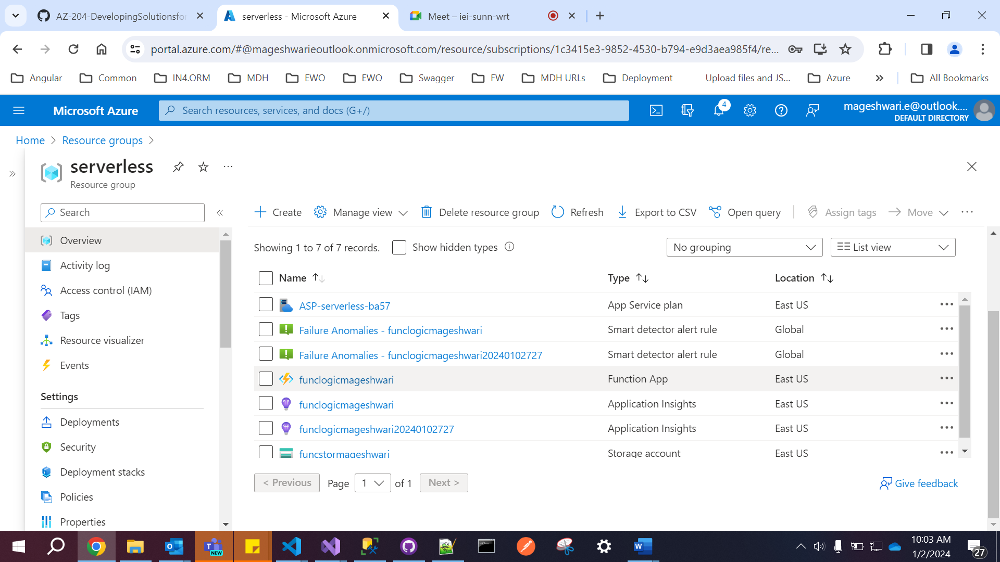 AZ-204-DevelopingSolutionsfor
serverless - Microsoft Azure
Meet – iei-sunn-wrt
portal.azure.com/#@mageshwarieoutlook.onmicrosoft.com/resource/subscriptions/1c3415e3-9852-4530-b794-e9d3aea985f4/re...
Angular
Common
IN4.ORM
MDH
EWO
EWO
Swagger
FW
MDH URLs
Deployment
Upload files and JS...
Azure
All Bookmarks
Microsoft Azure
Search resources, services, and docs (G+/)
4
mageshwari.e@outlook....
DEFAULT DIRECTORY
Home
Resource groups
serverless
Resource group
Search
Create
Manage view
Delete resource group
Refresh
Export to CSV
Open query
Assign tags
Move
Overview
Activity log
Access control (IAM)
Tags
Resource visualizer
Events
Settings
Deployments
Security
Deployment stacks
Policies
Properties
Showing 1 to 7 of 7 records.
Show hidden types
No grouping
List view
Name Type Location
ASP-serverless-ba57 App Service plan East US
Failure Anomalies - funclogicmageshwari Smart detector alert rule Global
Failure Anomalies - funclogicmageshwari20240102727 Smart detector alert rule Global
funclogicmageshwari Function App East US
funclogicmageshwari Application Insights East US
funclogicmageshwari20240102727 Application Insights East US
funcstormageshwari Storage account East US
< Previous
Page 1 of 1
Next >
Give feedback
NEW
10:03 AM
1/2/2024
27